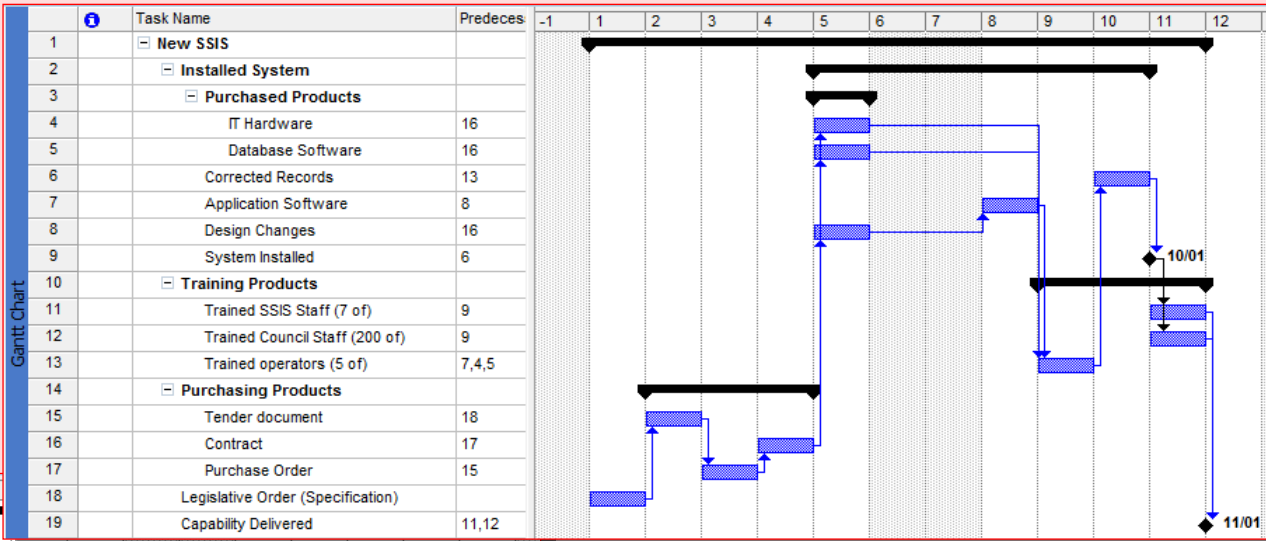 Task Name Predeces -1 1 2 3 4 5 6 7 8 9 10 11 12
1 New SSIS
2 Installed System
3 Purchased Products
4 IT Hardware 16
5 Database Software 16
6 Corrected Records 13
7 Application Software 8
8 Design Changes 16
9 System Installed 6 10/01
10 Training Products
11 Trained SSIS Staff (7 of) 9
12 Trained Council Staff (200 of) 9
13 Trained operators (5 of) 7,4,5
14 Purchasing Products
15 Tender document 18
16 Contract 17
17 Purchase Order 15
18 Legislative Order (Specification)
19 Capability Delivered 11,12 11/01
Gantt Chart